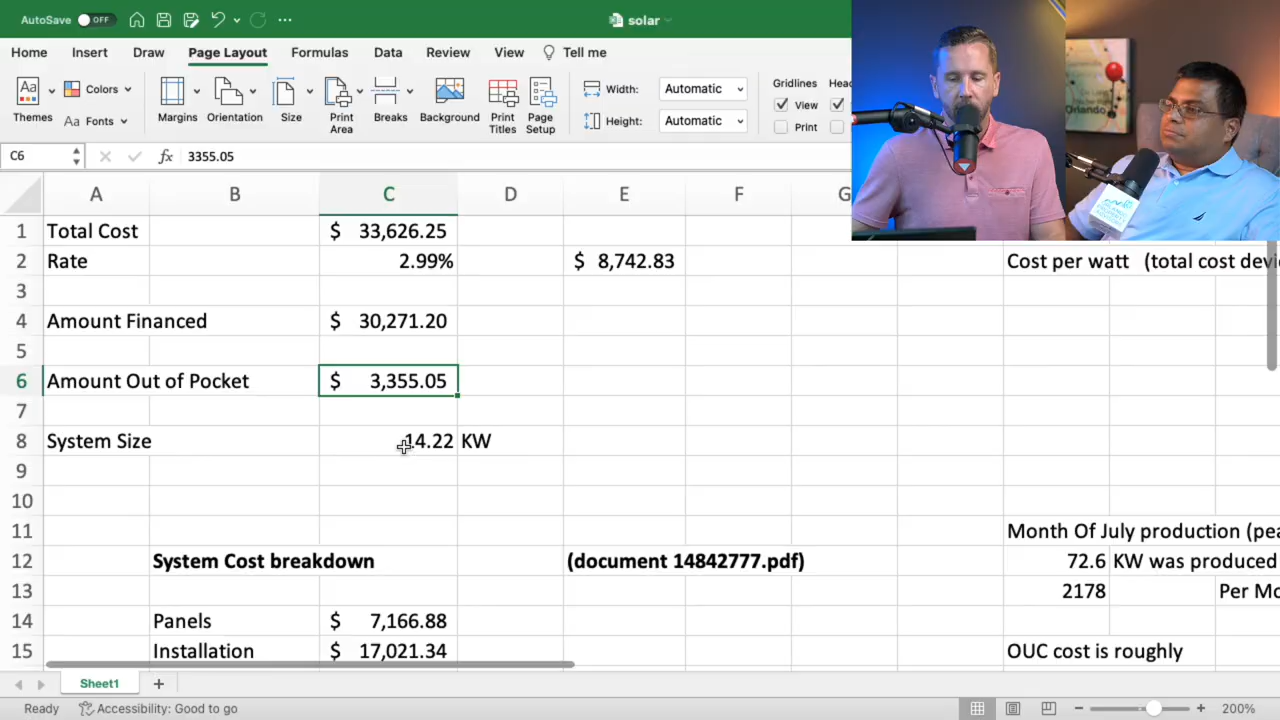 AutoSave OFF
solar
Home Insert Draw Page Layout Formulas Data Review View Tell me
Themes
Colors
Fonts
Margins
Orientation
Size
Print Area
Breaks
Background
Print Titles
Page Setup
Width: Automatic
Height: Automatic
Gridlines
View
Print
C6 fx 3355.05
A B C D E F G
1 Total Cost $ 33,626.25
2 Rate 2.99% $ 8,742.83 Cost per watt (total cost devi
3
4 Amount Financed $ 30,271.20
5
6 Amount Out of Pocket $ 3,355.05
7
8 System Size 14.22 KW
9
10
11 Month Of July production (pea
12 System Cost breakdown (document 14842777.pdf) 72.6 KW was produced
13 2178 Per Mo
14 Panels $ 7,166.88
15 Installation $ 17,021.34 OUC cost is roughly
Sheet1 +
Ready Accessibility: Good to go 200%
Orlando